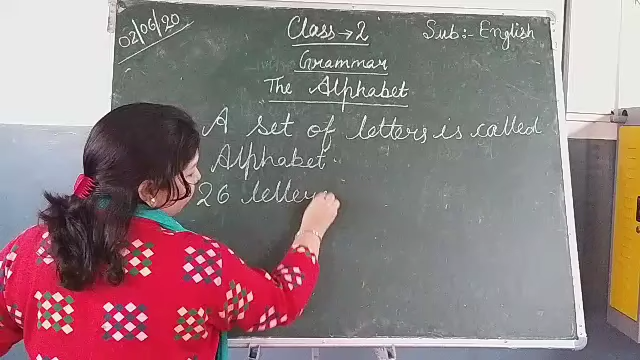 02/06/20
Class → 2
Sub:- English
Grammar
The Alphabet
A set of letters is called
Alphabet.
26 letter